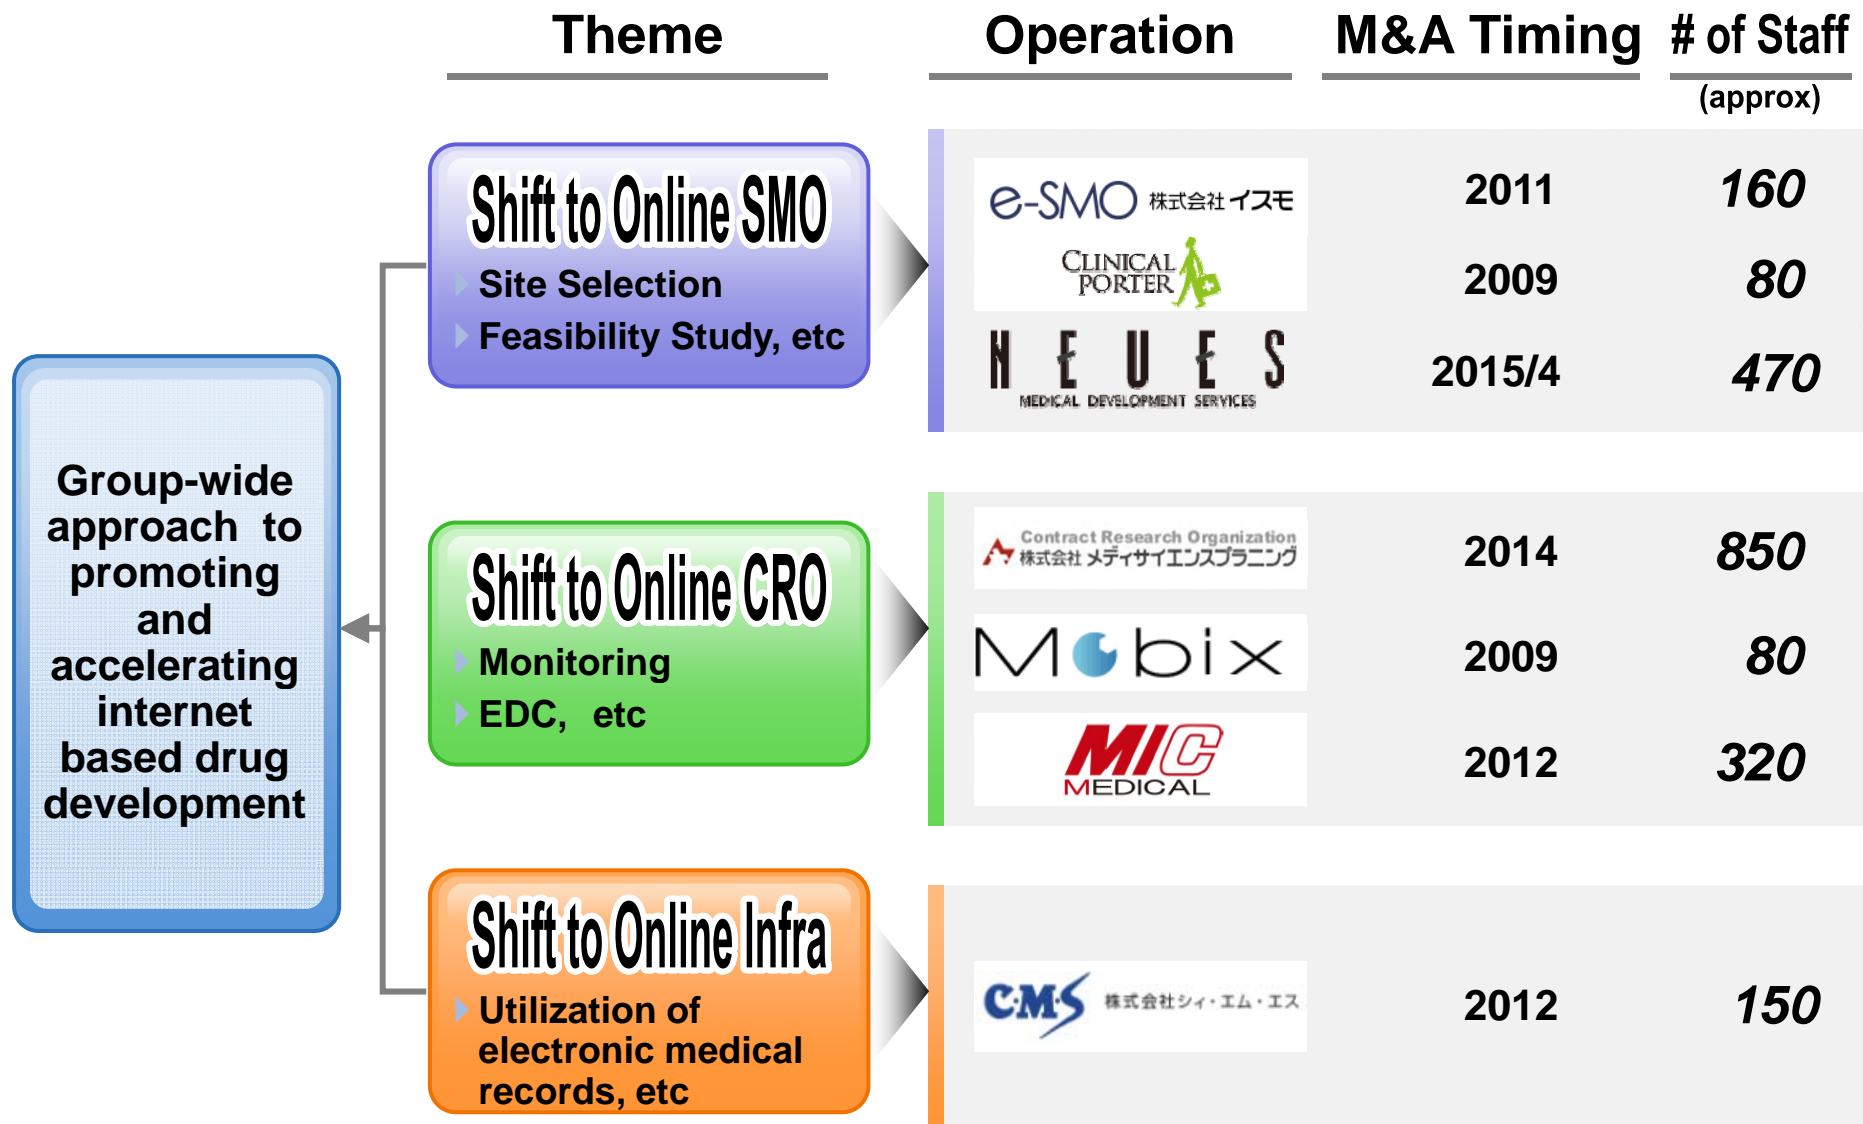 Theme
Operation
M&A Timing
# of Staff
(approx)
Group-wide
approach to
promoting
and
accelerating
internet
based drug
development
Shift to Online SMO
Site Selection
Feasibility Study, etc
e-SMO 株式会社イスモ
2011
160
CLINICAL
PORTER
2009
80
NEUES
MEDICAL DEVELOPMENT SERVICES
2015/4
470
Shift to Online CRO
Monitoring
EDC, etc
Contract Research Organization
株式会社 メディサイエンスプラニング
2014
850
Mobix
2009
80
MIC
MEDICAL
2012
320
Shift to Online Infra
Utilization of
electronic medical
records, etc
C·M·S 株式会社シィ・エム・エス
2012
150